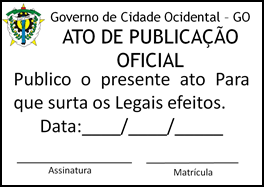 Governo de Cidade Ocidental - GO
ATO DE PUBLICAÇÃO
OFICIAL
Publico o presente ato Para
que surta os Legais efeitos.
Data:____/____/_____
Assinatura Matrícula